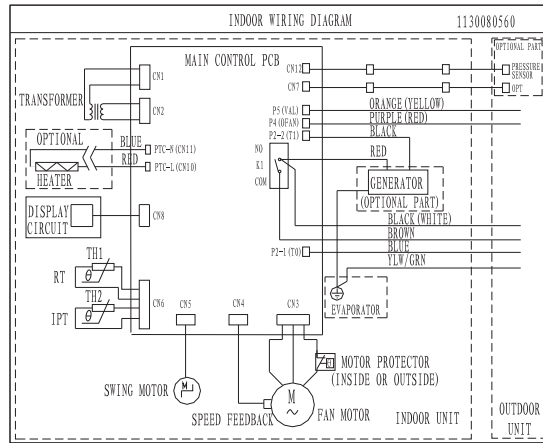 INDOOR WIRING DIAGRAM
1130080560
OPTIONAL PART
MAIN CONTROL PCB
CN12
PRESSURE
SENSOR
CN1
CN7
OPT
TRANSFORMER
CN2
P5(VAL)
ORANGE(YELLOW)
P4(OFAN)
PURPLE(RED)
P2-2(T1)
BLACK
OPTIONAL
BLUE
PTC-N(CN11)
NO
RED
RED
PTC-L(CN10)
K1
HEATER
COM
GENERATOR
(OPTIONAL PART)
DISPLAY
CIRCUIT
CN8
BLACK(WHITE)
BROWN
BLUE
P2-1(T0)
YLW/GRN
TH1
RT
θ
TH2
CN6
IPT
θ
EVAPORATOR
CN5
CN4
CN3
MOTOR PROTECTOR
(INSIDE OR OUTSIDE)
M
SWING MOTOR
M
~
SPEED FEEDBACK
FAN MOTOR
INDOOR UNIT
OUTDOOR
UNIT